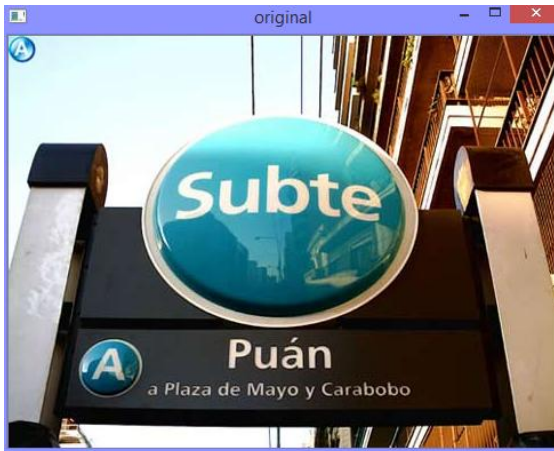 original
A
Subte
A
Puán
a Plaza de Mayo y Carabobo